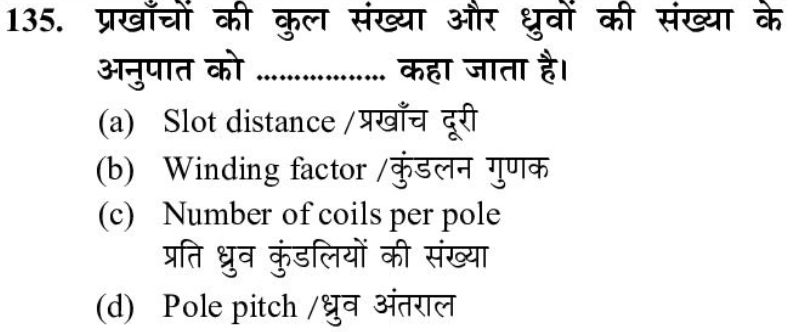 135. प्रखाँचों की कुल संख्या और ध्रुवों की संख्या के
अनुपात को .................. कहा जाता है।
(a) Slot distance /प्रखाँच दूरी
(b) Winding factor /कुंडलन गुणक
(c) Number of coils per pole
प्रति ध्रुव कुंडलियों की संख्या
(d) Pole pitch /ध्रुव अंतराल